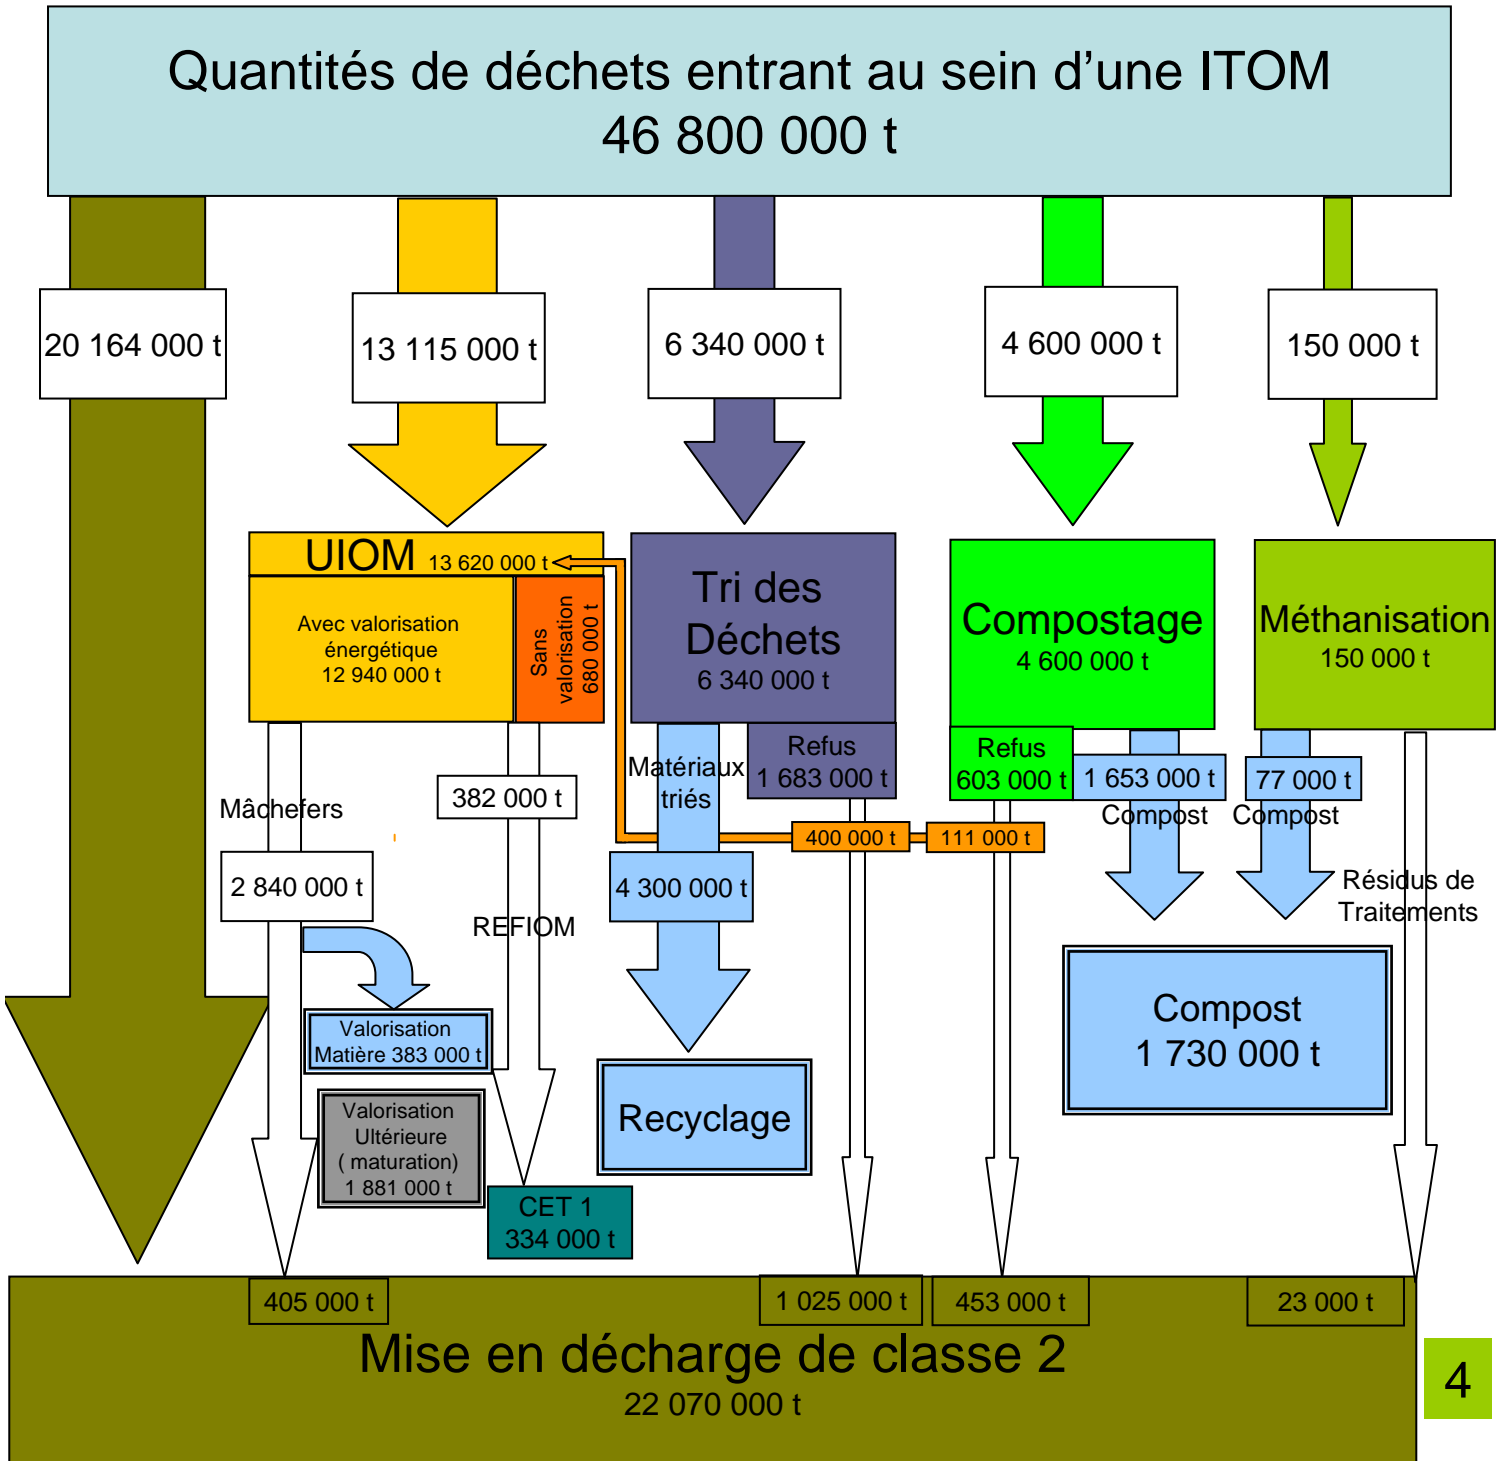 Quantités de déchets entrant au sein d'une ITOM
46 800 000 t
20 164 000 t
13 115 000 t
6 340 000 t
4 600 000 t
150 000 t
UIOM 13 620 000 t
Avec valorisation
énergétique
12 940 000 t
Sans
valorisation
680 000 t
Tri des
Déchets
6 340 000 t
Compostage
4 600 000 t
Méthanisation
150 000 t
Refus
1 683 000 t
Refus
603 000 t
1 653 000 t
Compost
77 000 t
Compost
Matériaux
triés
Mâchefers
382 000 t
400 000 t
111 000 t
2 840 000 t
4 300 000 t
REFIOM
Résidus de
Traitements
Valorisation
Matière 383 000 t
Valorisation
Ultérieure
( maturation)
1 881 000 t
Recyclage
Compost
1 730 000 t
CET 1
334 000 t
405 000 t
1 025 000 t
453 000 t
23 000 t
Mise en décharge de classe 2
22 070 000 t
4